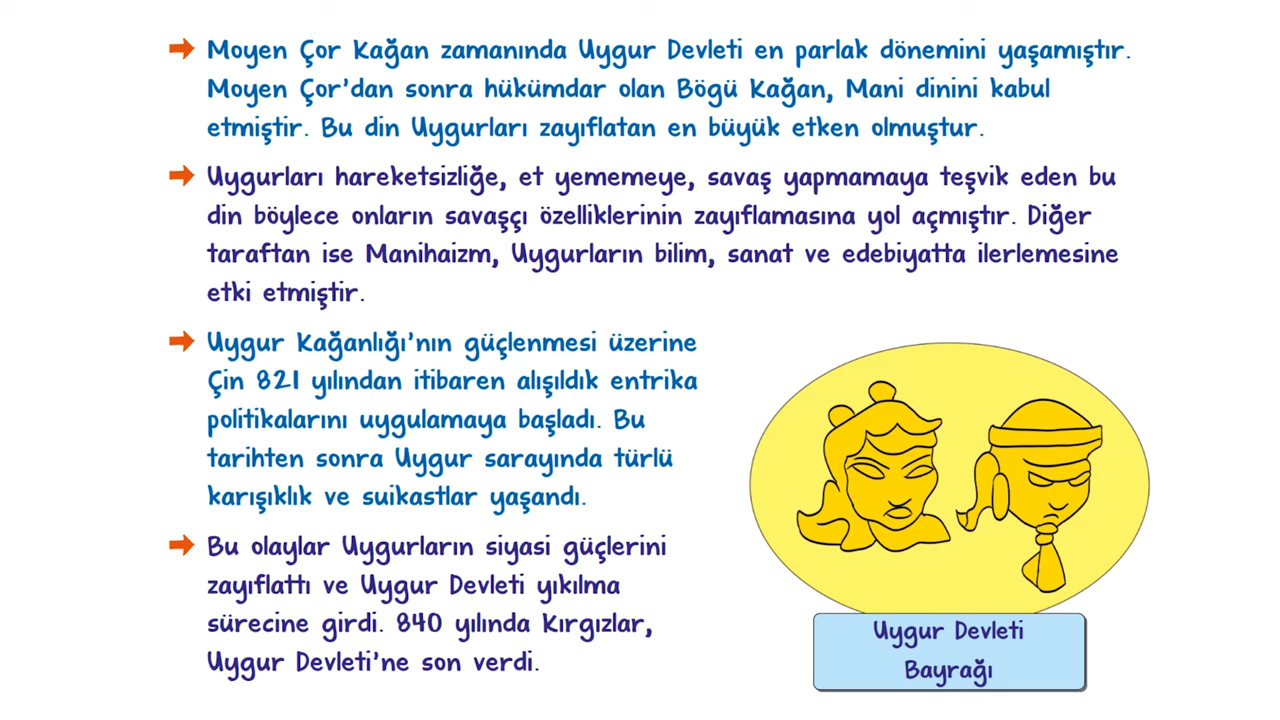 Moyen Çor Kağan zamanında Uygur Devleti en parlak dönemini yaşamıştır.
Moyen Çor'dan sonra hükümdar olan Bögü Kağan, Mani dinini kabul
etmiştir. Bu din Uygurları zayıflatan en büyük etken olmuştur.
Uygurları hareketsizliğe, et yememeye, savaş yapmamaya teşvik eden bu
din böylece onların savaşçı özelliklerinin zayıflamasına yol açmıştır. Diğer
taraftan ise Manihaizm, Uygurların bilim, sanat ve edebiyatta ilerlemesine
etki etmiştir.
Uygur Kağanlığı'nın güçlenmesi üzerine
Çin 821 yılından itibaren alışıldık entrika
politikalarını uygulamaya başladı. Bu
tarihten sonra Uygur sarayında türlü
karışıklık ve suikastlar yaşandı.
Bu olaylar Uygurların siyasi güçlerini
zayıflattı ve Uygur Devleti yıkılma
sürecine girdi. 840 yılında Kırgızlar,
Uygur Devleti'ne son verdi.
Uygur Devleti
Bayrağı